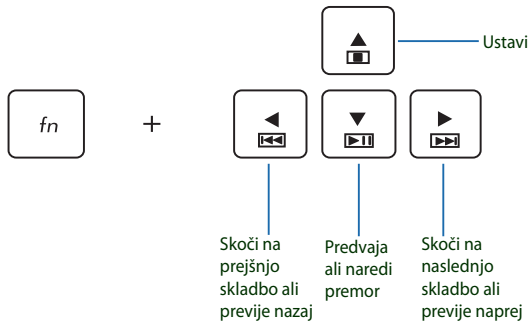 Ustavi
fn
+
Skoči na
prejšnjo
skladbo ali
previje nazaj
Predvaja
ali naredi
premor
Skoči na
naslednjo
skladbo ali
previje naprej